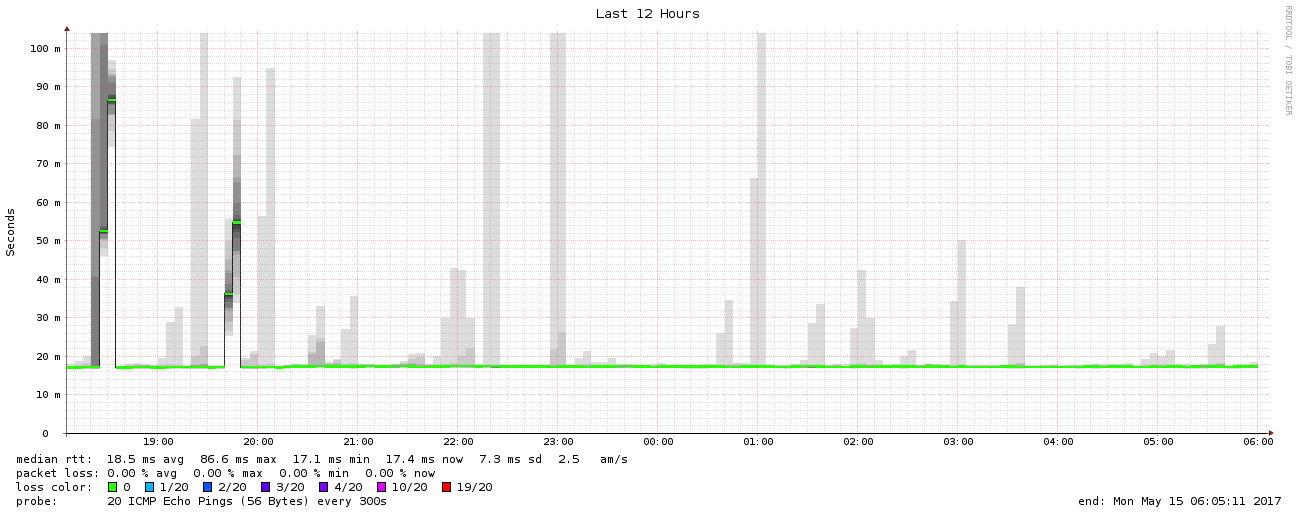 Last 12 Hours
RRDTOOL / TOBI OETIKER
Seconds
100 m
90 m
80 m
70 m
60 m
50 m
40 m
30 m
20 m
10 m
0
19:00 20:00 21:00 22:00 23:00 00:00 01:00 02:00 03:00 04:00 05:00 06:00
median rtt: 18.5 ms avg 86.6 ms max 17.1 ms min 17.4 ms now 7.3 ms sd 2.5 am/s
packet loss: 0.00 % avg 0.00 % max 0.00 % min 0.00 % now
loss color: 0 1/20 2/20 3/20 4/20 10/20 19/20
probe: 20 ICMP Echo Pings (56 Bytes) every 300s end: Mon May 15 06:05:11 2017